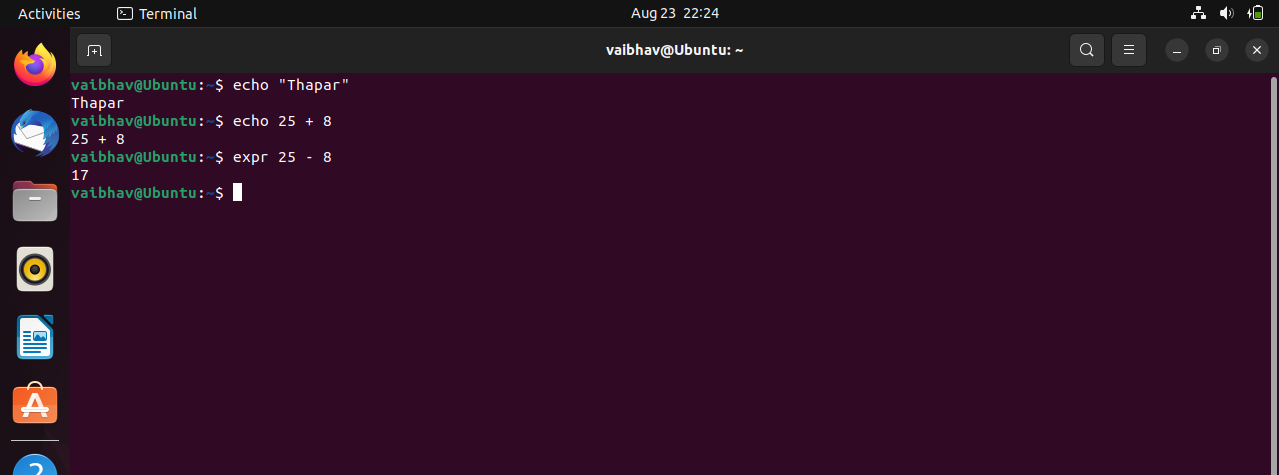 Activities Terminal Aug 23 22:24
vaibhav@Ubuntu: ~
vaibhav@Ubuntu:~$ echo "Thapar"
Thapar
vaibhav@Ubuntu:~$ echo 25 + 8
25 + 8
vaibhav@Ubuntu:~$ expr 25 - 8
17
vaibhav@Ubuntu:~$
?